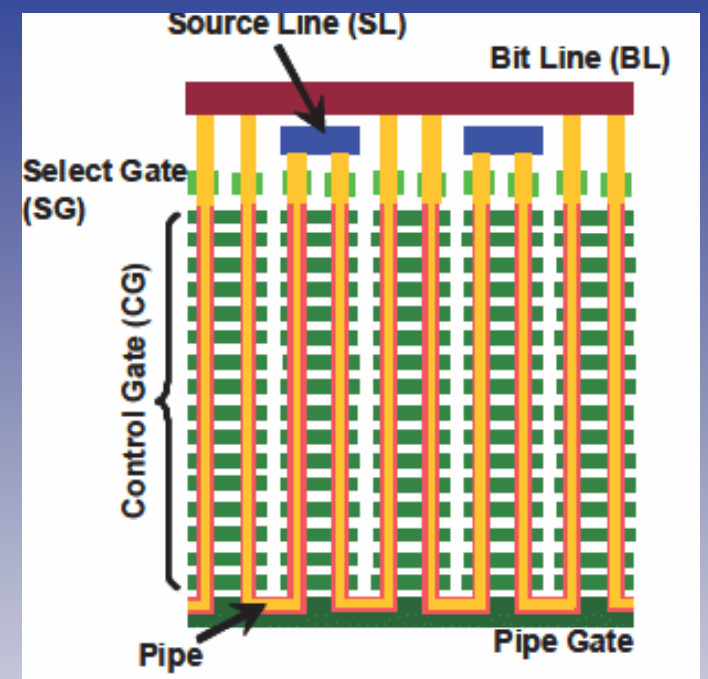 Source Line (SL)
Bit Line (BL)
Select Gate
(SG)
Control Gate (CG)
Pipe
Pipe Gate